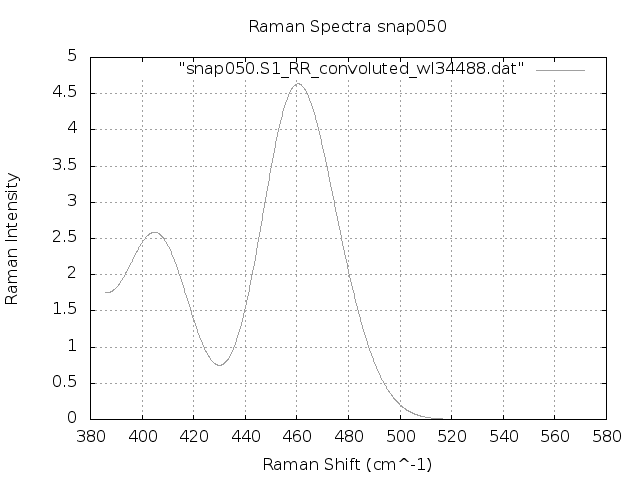 Raman Spectra snap050
"snap050.S1_RR_convoluted_wl34488.dat"
Raman Intensity
5
4.5
4
3.5
3
2.5
2
1.5
1
0.5
0
380 400 420 440 460 480 500 520 540 560 580
Raman Shift (cm^-1)